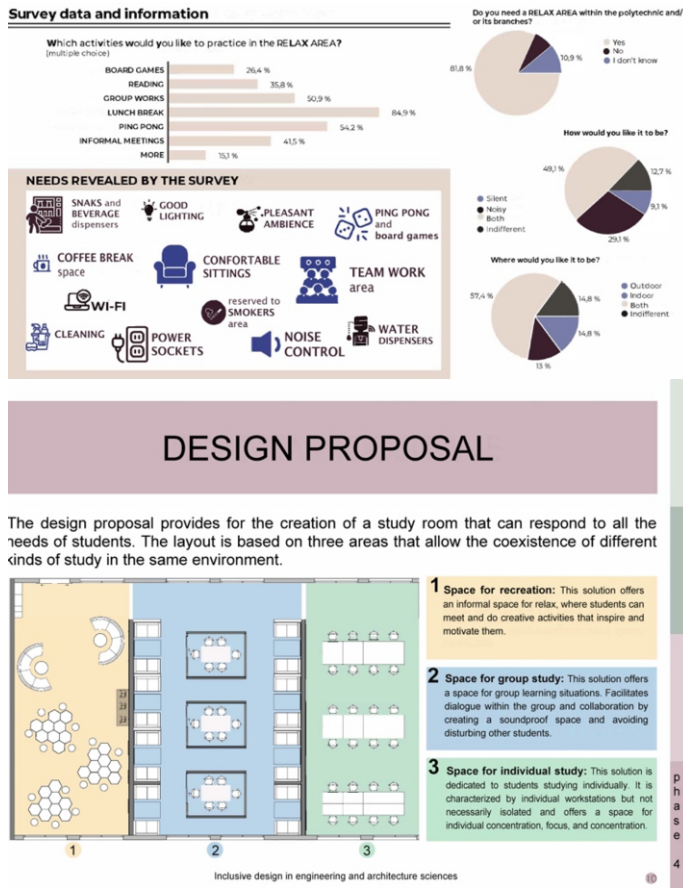 Survey data and information
Which activities would you like to practice in the RELAX AREA?
(multiple choice)
BOARD GAMES 26,4 %
READING 35,8 %
GROUP WORKS 50,9 %
LUNCH BREAK 84,9 %
PING PONG 54,2 %
INFORMAL MEETINGS 41,5 %
MORE 15,1 %
Do you need a RELAX AREA within the polytechnic and/
or its branches?
Yes
No
I don't know
81,8 %
10,9 %
How would you like it to be?
49,1 %
12,7 %
9,1 %
29,1 %
Silent
Noisy
Both
Indifferent
Where would you like it to be?
57,4 %
14,8 %
14,8 %
13 %
Outdoor
Indoor
Both
Indifferent
NEEDS REVEALED BY THE SURVEY
SNAKS and
BEVERAGE
dispensers
GOOD
LIGHTING
PLEASANT
AMBIENCE
PING PONG
and
board games
COFFEE BREAK
space
CONFORTABLE
SITTINGS
TEAM WORK
area
WI-FI
reserved to
SMOKERS
area
CLEANING
POWER
SOCKETS
NOISE
CONTROL
WATER
DISPENSERS
DESIGN PROPOSAL
The design proposal provides for the creation of a study room that can respond to all the
needs of students. The layout is based on three areas that allow the coexistence of different
kinds of study in the same environment.
1 Space for recreation: This solution offers
an informal space for relax, where students can
meet and do creative activities that inspire and
motivate them.
2 Space for group study: This solution offers
a space for group learning situations. Facilitates
dialogue within the group and collaboration by
creating a soundproof space and avoiding
disturbing other students.
3 Space for individual study: This solution is
dedicated to students studying individually. It is
characterized by individual workstations but not
necessarily isolated and offers a space for
individual concentration, focus, and concentration.
1
2
3
Inclusive design in engineering and architecture sciences
10
phase 4